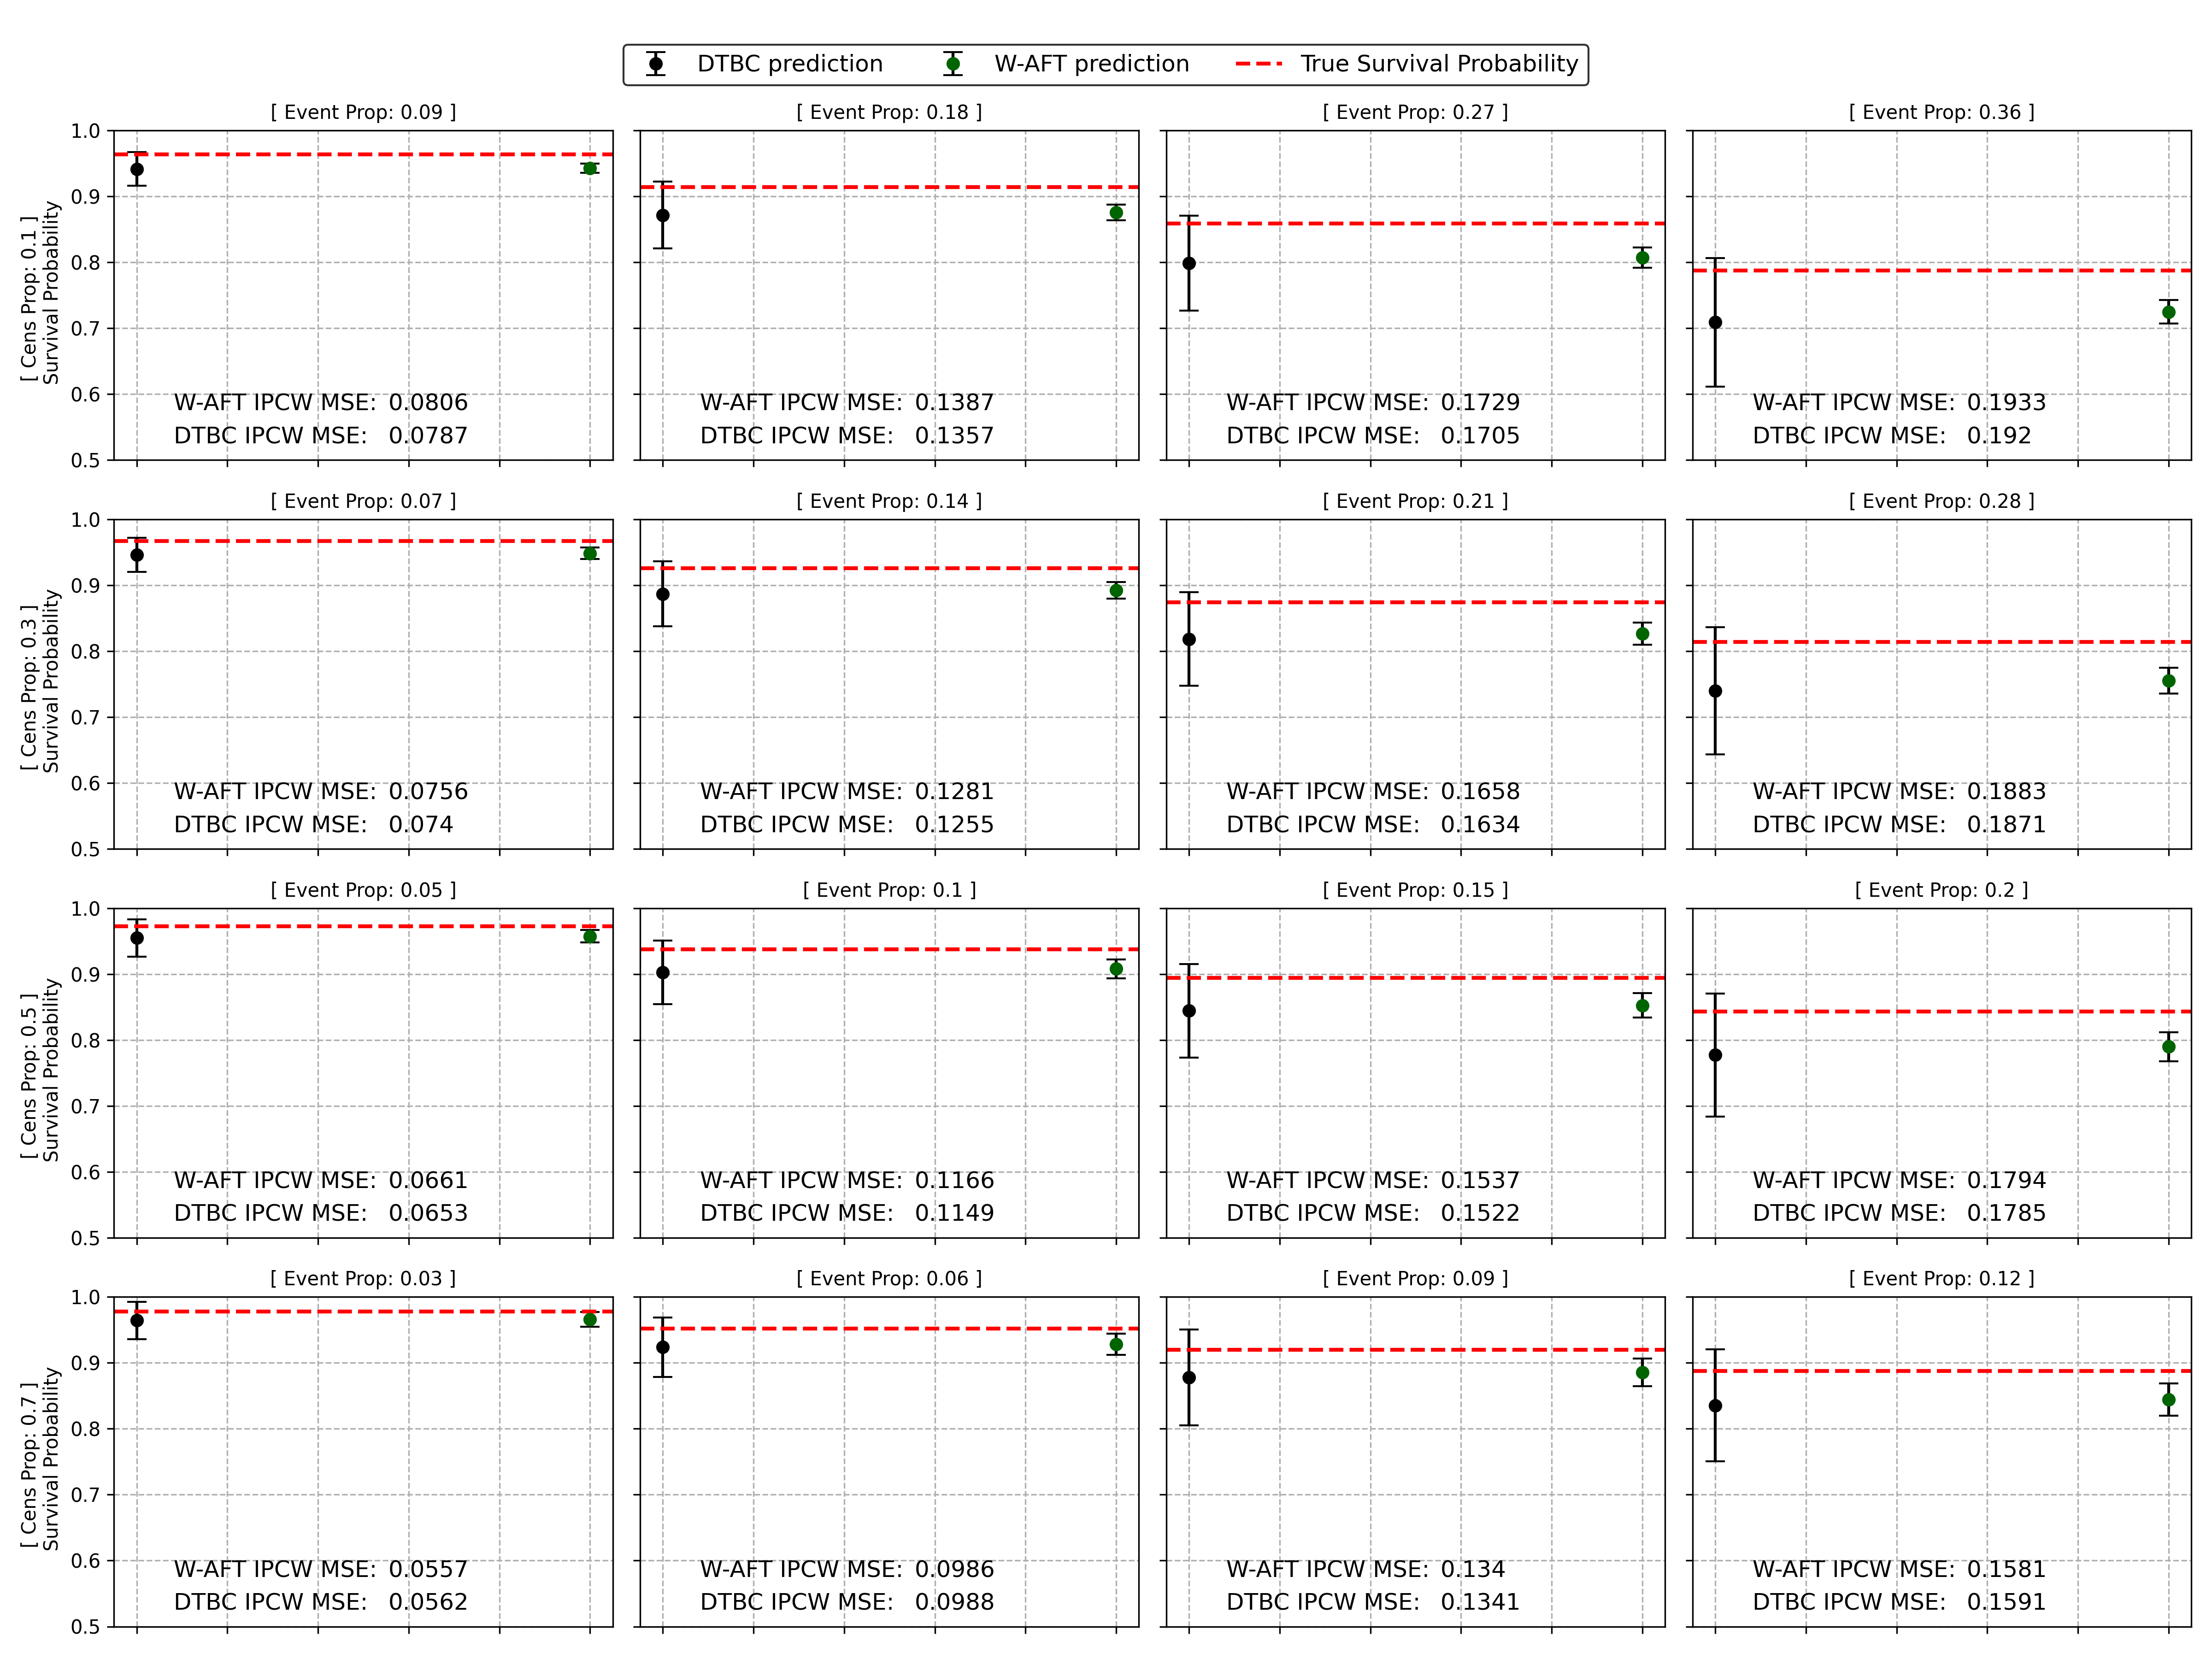 DTBC prediction W-AFT prediction True Survival Probability
[ Event Prop: 0.09 ] [ Event Prop: 0.18 ] [ Event Prop: 0.27 ] [ Event Prop: 0.36 ]
[ Cens Prop: 0.1 ]
Survival Probability
1.0
0.9
0.8
0.7
0.6
0.5
W-AFT IPCW MSE: 0.0806
DTBC IPCW MSE: 0.0787
W-AFT IPCW MSE: 0.1387
DTBC IPCW MSE: 0.1357
W-AFT IPCW MSE: 0.1729
DTBC IPCW MSE: 0.1705
W-AFT IPCW MSE: 0.1933
DTBC IPCW MSE: 0.192
[ Event Prop: 0.07 ] [ Event Prop: 0.14 ] [ Event Prop: 0.21 ] [ Event Prop: 0.28 ]
[ Cens Prop: 0.3 ]
Survival Probability
1.0
0.9
0.8
0.7
0.6
0.5
W-AFT IPCW MSE: 0.0756
DTBC IPCW MSE: 0.074
W-AFT IPCW MSE: 0.1281
DTBC IPCW MSE: 0.1255
W-AFT IPCW MSE: 0.1658
DTBC IPCW MSE: 0.1634
W-AFT IPCW MSE: 0.1883
DTBC IPCW MSE: 0.1871
[ Event Prop: 0.05 ] [ Event Prop: 0.1 ] [ Event Prop: 0.15 ] [ Event Prop: 0.2 ]
[ Cens Prop: 0.5 ]
Survival Probability
1.0
0.9
0.8
0.7
0.6
0.5
W-AFT IPCW MSE: 0.0661
DTBC IPCW MSE: 0.0653
W-AFT IPCW MSE: 0.1166
DTBC IPCW MSE: 0.1149
W-AFT IPCW MSE: 0.1537
DTBC IPCW MSE: 0.1522
W-AFT IPCW MSE: 0.1794
DTBC IPCW MSE: 0.1785
[ Event Prop: 0.03 ] [ Event Prop: 0.06 ] [ Event Prop: 0.09 ] [ Event Prop: 0.12 ]
[ Cens Prop: 0.7 ]
Survival Probability
1.0
0.9
0.8
0.7
0.6
0.5
W-AFT IPCW MSE: 0.0557
DTBC IPCW MSE: 0.0562
W-AFT IPCW MSE: 0.0986
DTBC IPCW MSE: 0.0988
W-AFT IPCW MSE: 0.134
DTBC IPCW MSE: 0.1341
W-AFT IPCW MSE: 0.1581
DTBC IPCW MSE: 0.1591